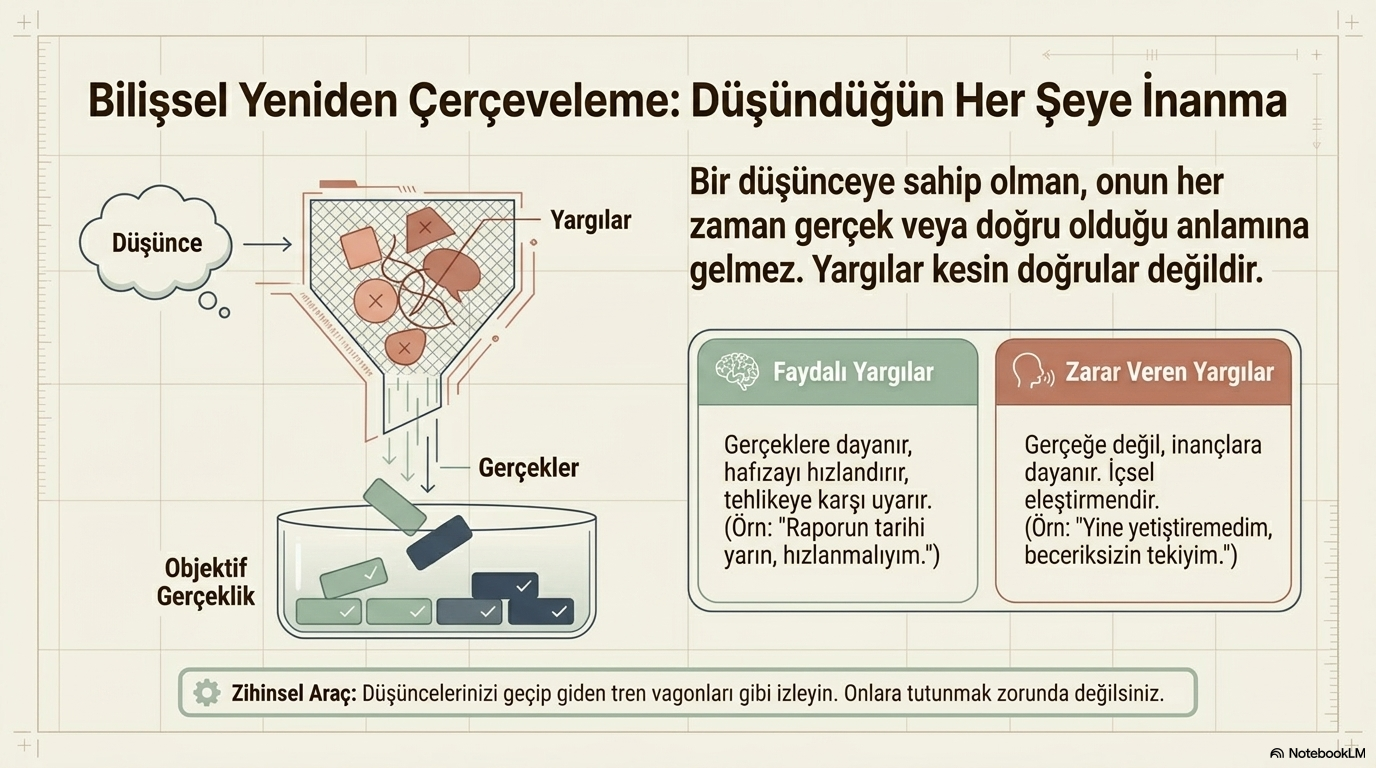 Bilişsel Yeniden Çerçeveleme: Düşündüğün Her Şeye İnanma
Düşünce
Yargılar
Gerçekler
Objektif
Gerçeklik
Bir düşünceye sahip olman, onun her
zaman gerçek veya doğru olduğu anlamına
gelmez. Yargılar kesin doğrular değildir.
Faydalı Yargılar
Gerçeklere dayanır,
hafızayı hızlandırır,
tehlikeye karşı uyarır.
(Örn: "Raporun tarihi
yarın, hızlanmalıyım.")
Zarar Veren Yargılar
Gerçeğe değil, inançlara
dayanır. İçsel
eleştirmendir.
(Örn: "Yine yetiştiremedim,
beceriksizin tekiyim.")
Zihinsel Araç: Düşüncelerinizi geçip giden tren vagonları gibi izleyin. Onlara tutunmak zorunda değilsiniz.
NotebookLM